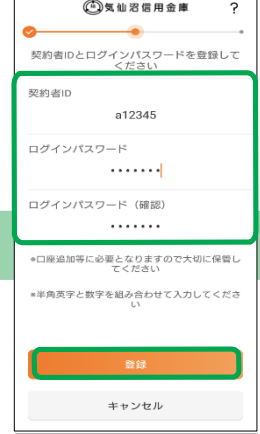 気仙沼信用金庫
?
契約者IDとログインパスワードを登録して
ください
契約者ID
a12345
ログインパスワード
•••••••
ログインパスワード（確認）
•••••••
※口座追加等に必要となりますので大切に保管し
てください
※半角英字と数字を組み合わせて入力してくださ
い
登録
キャンセル